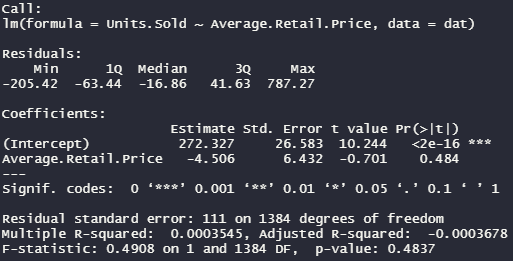 Call:
lm(formula = Units.Sold ~ Average.Retail.Price, data = dat)
Residuals:
Min 1Q Median 3Q Max
-205.42 -63.44 -16.86 41.63 787.27
Coefficients:
Estimate Std. Error t value Pr(>|t|)
(Intercept) 272.327 26.583 10.244 <2e-16 ***
Average.Retail.Price -4.506 6.432 -0.701 0.484
---
Signif. codes: 0 ‘***’ 0.001 ‘**’ 0.01 ‘*’ 0.05 ‘.’ 0.1 ‘ ’ 1
Residual standard error: 111 on 1384 degrees of freedom
Multiple R-squared: 0.0003545, Adjusted R-squared: -0.0003678
F-statistic: 0.4908 on 1 and 1384 DF, p-value: 0.4837